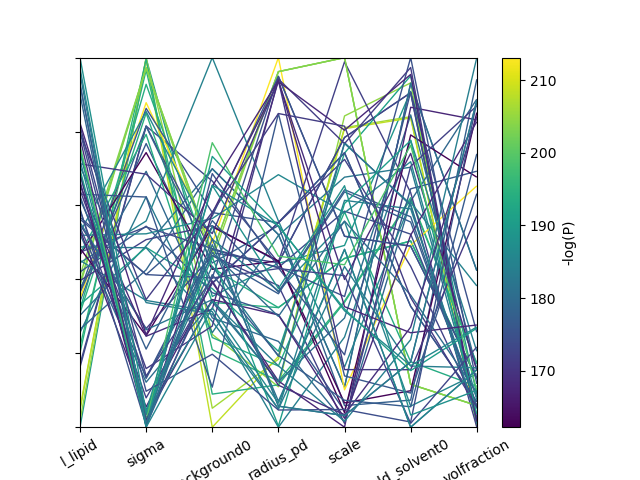 210
200
190
180
170
-log(P)
l_lipid
sigma
ckground0
radius_pd
scale
ld_solvent0
volfraction